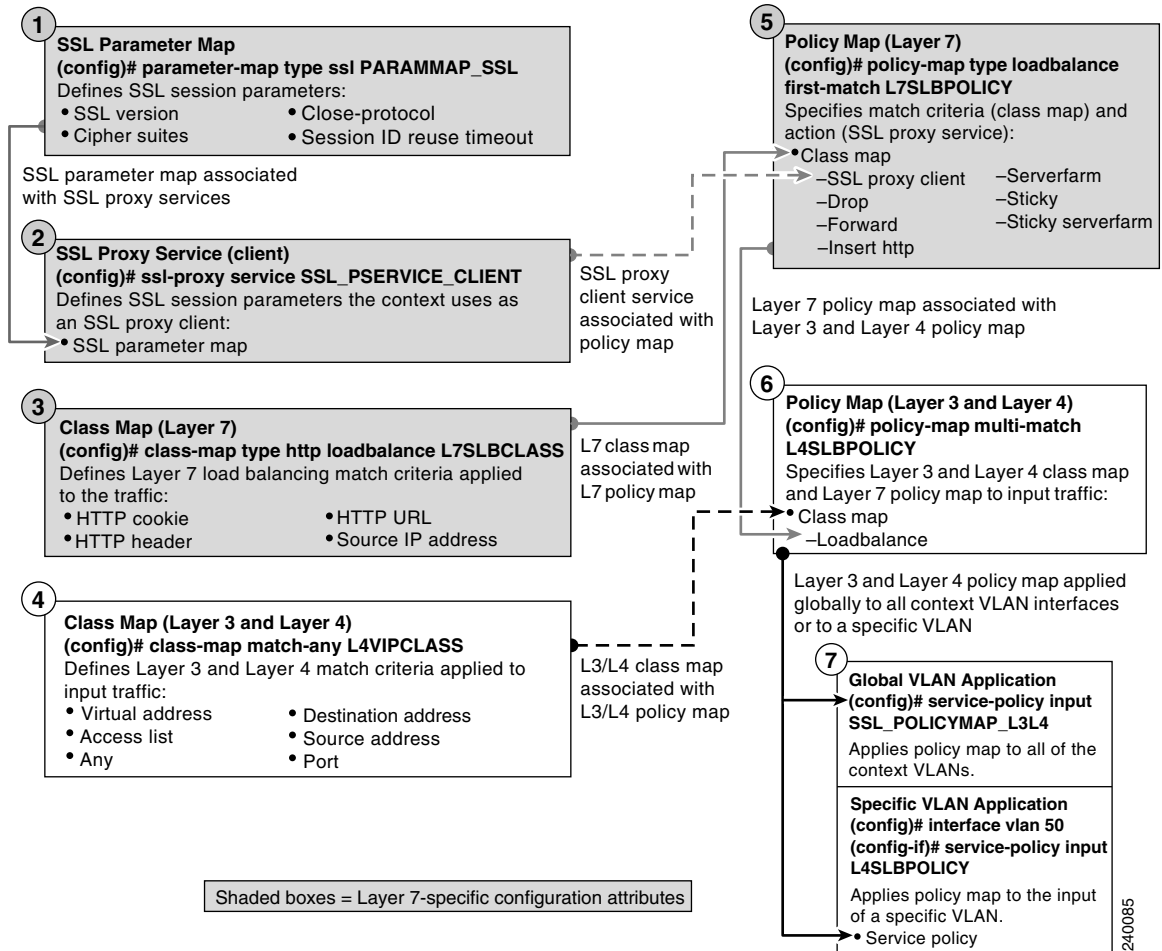 1
SSL Parameter Map
(config)# parameter-map type ssl PARAMMAP_SSL
Defines SSL session parameters:
• SSL version
• Cipher suites
• Close-protocol
• Session ID reuse timeout
SSL parameter map associated
with SSL proxy services
2
SSL Proxy Service (client)
(config)# ssl-proxy service SSL_PSERVICE_CLIENT
Defines SSL session parameters the context uses as
an SSL proxy client:
• SSL parameter map
SSL proxy
client service
associated with
policy map
3
Class Map (Layer 7)
(config)# class-map type http loadbalance L7SLBCLASS
Defines Layer 7 load balancing match criteria applied
to the traffic:
• HTTP cookie
• HTTP header
• HTTP URL
• Source IP address
L7 class map
associated with
L7 policy map
4
Class Map (Layer 3 and Layer 4)
(config)# class-map match-any L4VIPCLASS
Defines Layer 3 and Layer 4 match criteria applied to
input traffic:
• Virtual address
• Access list
• Any
• Destination address
• Source address
• Port
L3/L4 class map
associated with
L3/L4 policy map
5
Policy Map (Layer 7)
(config)# policy-map type loadbalance
first-match L7SLBPOLICY
Specifies match criteria (class map) and
action (SSL proxy service):
• Class map
–SSL proxy client
–Drop
–Forward
–Insert http
–Serverfarm
–Sticky
–Sticky serverfarm
Layer 7 policy map associated with
Layer 3 and Layer 4 policy map
6
Policy Map (Layer 3 and Layer 4)
(config)# policy-map multi-match
L4SLBPOLICY
Specifies Layer 3 and Layer 4 class map
and Layer 7 policy map to input traffic:
• Class map
–Loadbalance
Layer 3 and Layer 4 policy map applied
globally to all context VLAN interfaces
or to a specific VLAN
7
Global VLAN Application
(config)# service-policy input
SSL_POLICYMAP_L3L4
Applies policy map to all of the
context VLANs.
Specific VLAN Application
(config)# interface vlan 50
(config-if)# service-policy input
L4SLBPOLICY
Applies policy map to the input
of a specific VLAN.
• Service policy
Shaded boxes = Layer 7-specific configuration attributes
240085